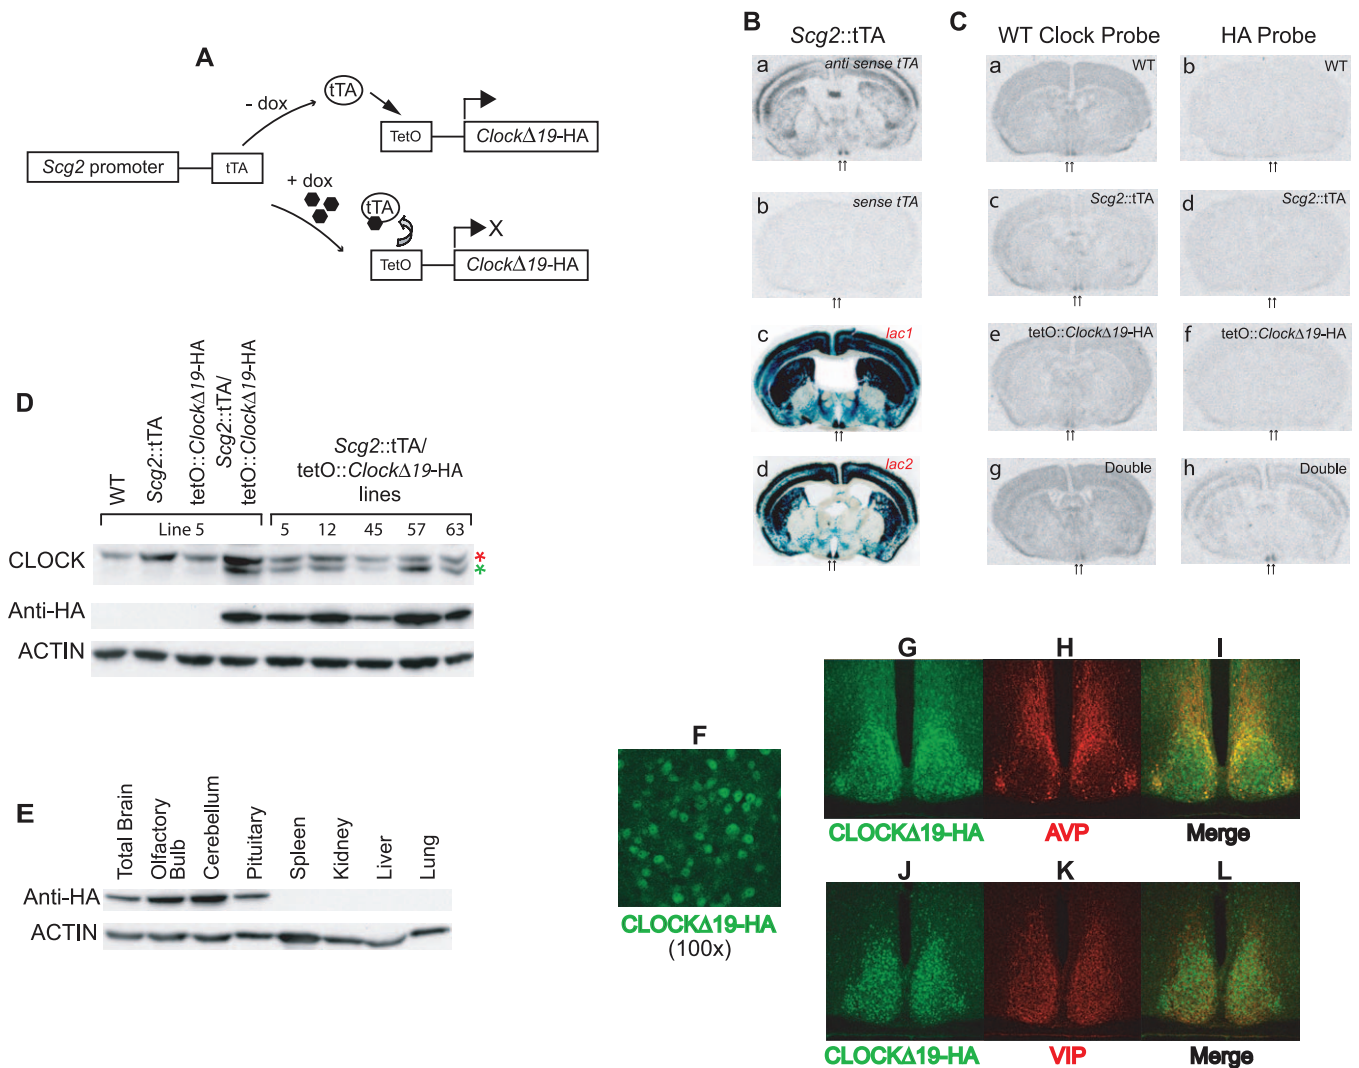 A
Scg2 promoter
tTA
- dox
tTA
TetO
ClockΔ19-HA
+ dox
tTA
X
TetO
ClockΔ19-HA
B
Scg2::tTA
a
anti sense tTA
↑↑
b
sense tTA
↑↑
c
lac1
↑↑
d
lac2
↑↑
C
WT Clock Probe
HA Probe
a
WT
↑↑
b
WT
↑↑
c
Scg2::tTA
↑↑
d
Scg2::tTA
↑↑
e
tetO::ClockΔ19-HA
↑↑
f
tetO::ClockΔ19-HA
↑↑
g
Double
↑↑
h
Double
↑↑
D
WT
Scg2::tTA
tetO::ClockΔ19-HA
Scg2::tTA/
tetO::ClockΔ19-HA
Scg2::tTA/
tetO::ClockΔ19-HA
lines
Line 5
5 12 45 57 63
CLOCK
*
*
Anti-HA
ACTIN
E
Total Brain
Olfactory
Bulb
Cerebellum
Pituitary
Spleen
Kidney
Liver
Lung
Anti-HA
ACTIN
F
CLOCKΔ19-HA
(100x)
G
H
I
CLOCKΔ19-HA
AVP
Merge
J
K
L
CLOCKΔ19-HA
VIP
Merge